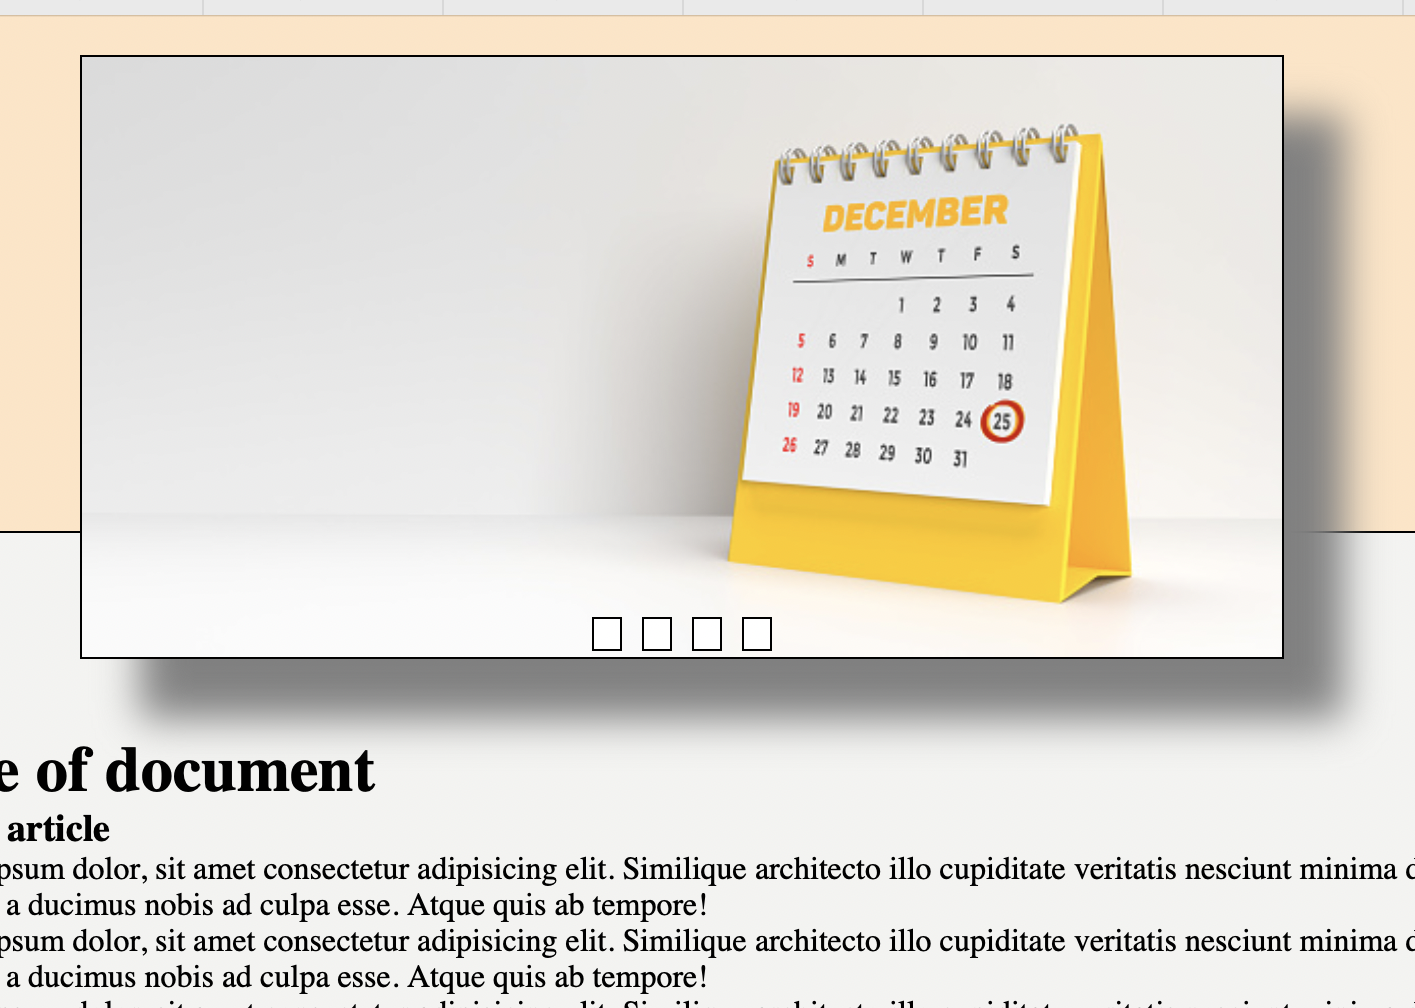 DECEMBER
S M T W T F S
1 2 3 4
5 6 7 8 9 10 11
12 13 14 15 16 17 18
19 20 21 22 23 24 25
26 27 28 29 30 31
e of document
article
psum dolor, sit amet consectetur adipisicing elit. Similique architecto illo cupiditate veritatis nesciunt minima
a ducimus nobis ad culpa esse. Atque quis ab tempore!
psum dolor, sit amet consectetur adipisicing elit. Similique architecto illo cupiditate veritatis nesciunt minima
a ducimus nobis ad culpa esse. Atque quis ab tempore!